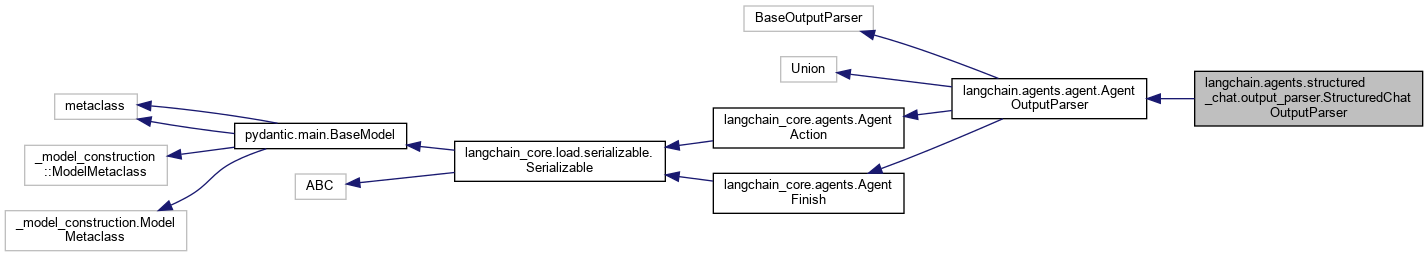 BaseOutputParser
Union
langchain.agents.structured
_chat.output_parser.StructuredChat
OutputParser
langchain.agents.agent.Agent
OutputParser
metaclass
langchain_core.agents.Agent
Action
pydantic.main.BaseModel
_model_construction
::ModelMetaclass
langchain_core.load.serializable.
Serializable
ABC
langchain_core.agents.Agent
Finish
_model_construction.Model
Metaclass